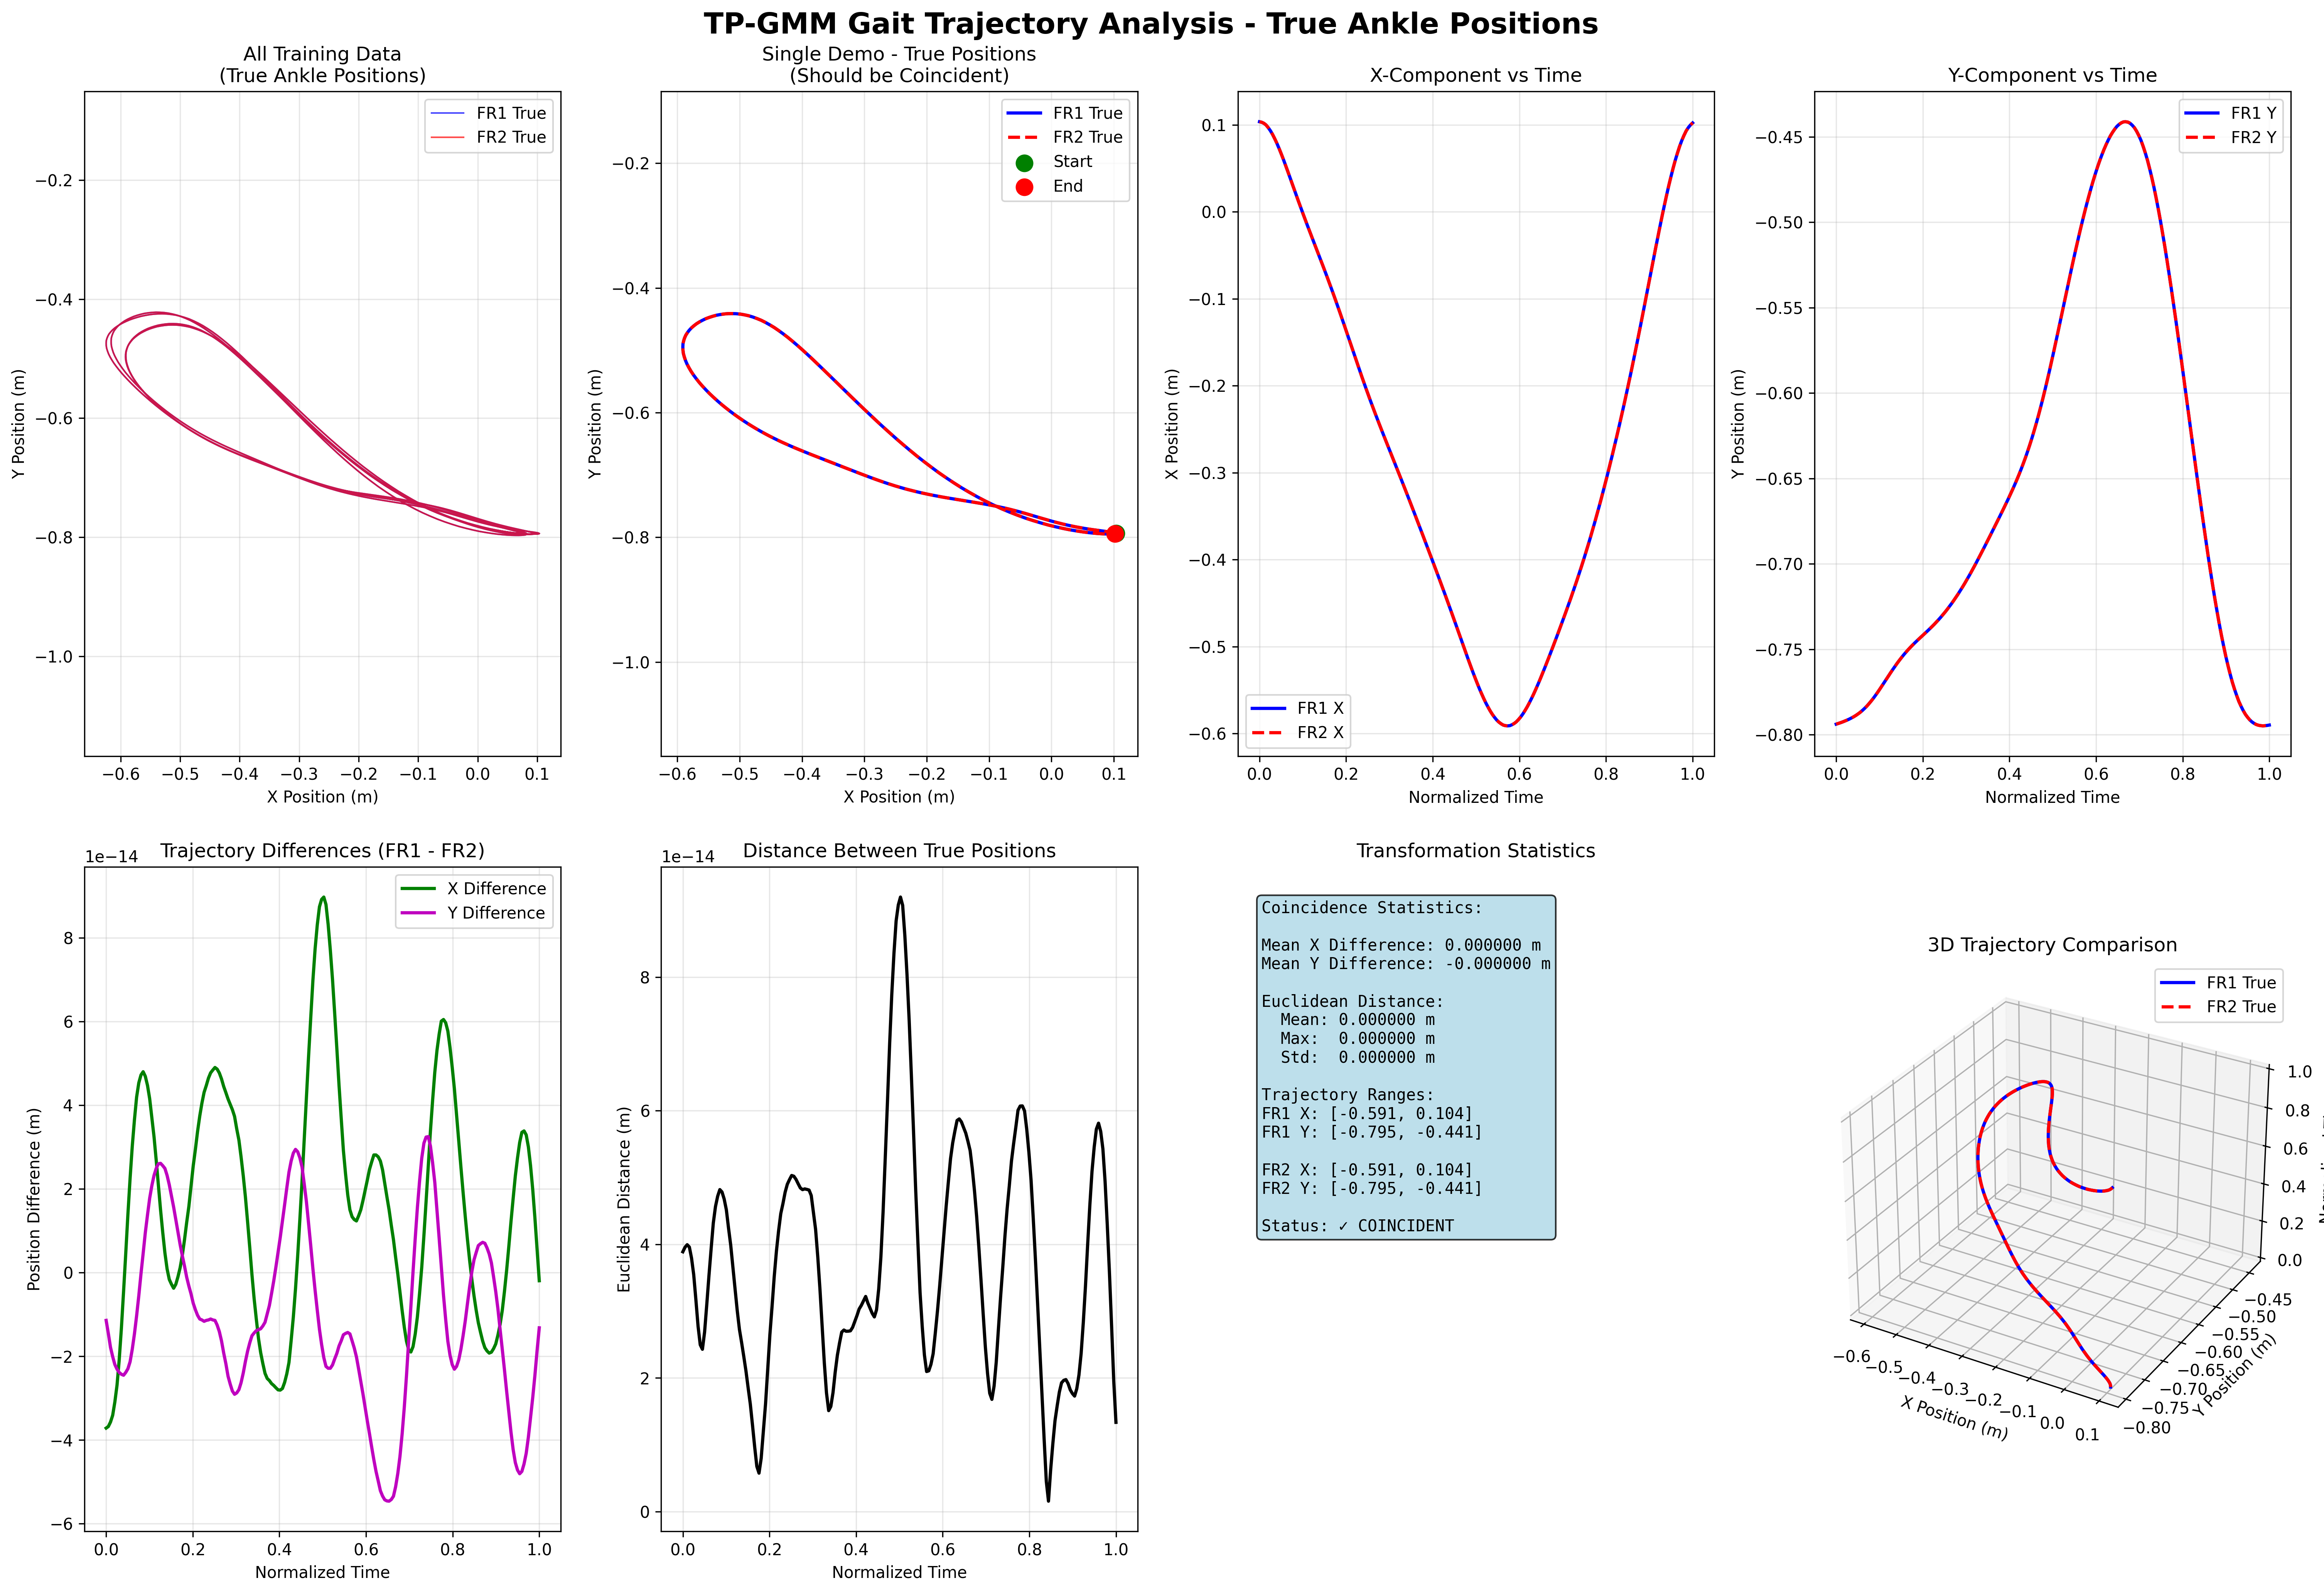 TP-GMM Gait Trajectory Analysis - True Ankle Positions
All Training Data
(True Ankle Positions)
FR1 True
FR2 True
−0.2
−0.4
−0.6
−0.8
−1.0
Y Position (m)
−0.6 −0.5 −0.4 −0.3 −0.2 −0.1 0.0 0.1
X Position (m)
Single Demo - True Positions
(Should be Coincident)
FR1 True
FR2 True
Start
End
−0.2
−0.4
−0.6
−0.8
−1.0
Y Position (m)
−0.6 −0.5 −0.4 −0.3 −0.2 −0.1 0.0 0.1
X Position (m)
X-Component vs Time
0.1
0.0
−0.1
−0.2
−0.3
−0.4
−0.5
−0.6
X Position (m)
FR1 X
FR2 X
0.0 0.2 0.4 0.6 0.8 1.0
Normalized Time
Y-Component vs Time
FR1 Y
FR2 Y
−0.45
−0.50
−0.55
−0.60
−0.65
−0.70
−0.75
−0.80
Y Position (m)
0.0 0.2 0.4 0.6 0.8 1.0
Normalized Time
Trajectory Differences (FR1 - FR2)
1e−14
X Difference
Y Difference
8
6
4
2
0
−2
−4
−6
Position Difference (m)
0.0 0.2 0.4 0.6 0.8 1.0
Normalized Time
Distance Between True Positions
1e−14
8
6
4
2
0
Euclidean Distance (m)
0.0 0.2 0.4 0.6 0.8 1.0
Normalized Time
Transformation Statistics
Coincidence Statistics:
Mean X Difference: 0.000000 m
Mean Y Difference: -0.000000 m
Euclidean Distance:
Mean: 0.000000 m
Max: 0.000000 m
Std: 0.000000 m
Trajectory Ranges:
FR1 X: [-0.591, 0.104]
FR1 Y: [-0.795, -0.441]
FR2 X: [-0.591, 0.104]
FR2 Y: [-0.795, -0.441]
Status: ✓ COINCIDENT
3D Trajectory Comparison
FR1 True
FR2 True
1.0
0.8
0.6
0.4
0.2
0.0
−0.45
−0.50
−0.55
−0.60
−0.65
−0.70
−0.75
−0.80
Y Position (m)
−0.6 −0.5 −0.4 −0.3 −0.2 −0.1 0.0 0.1
X Position (m)